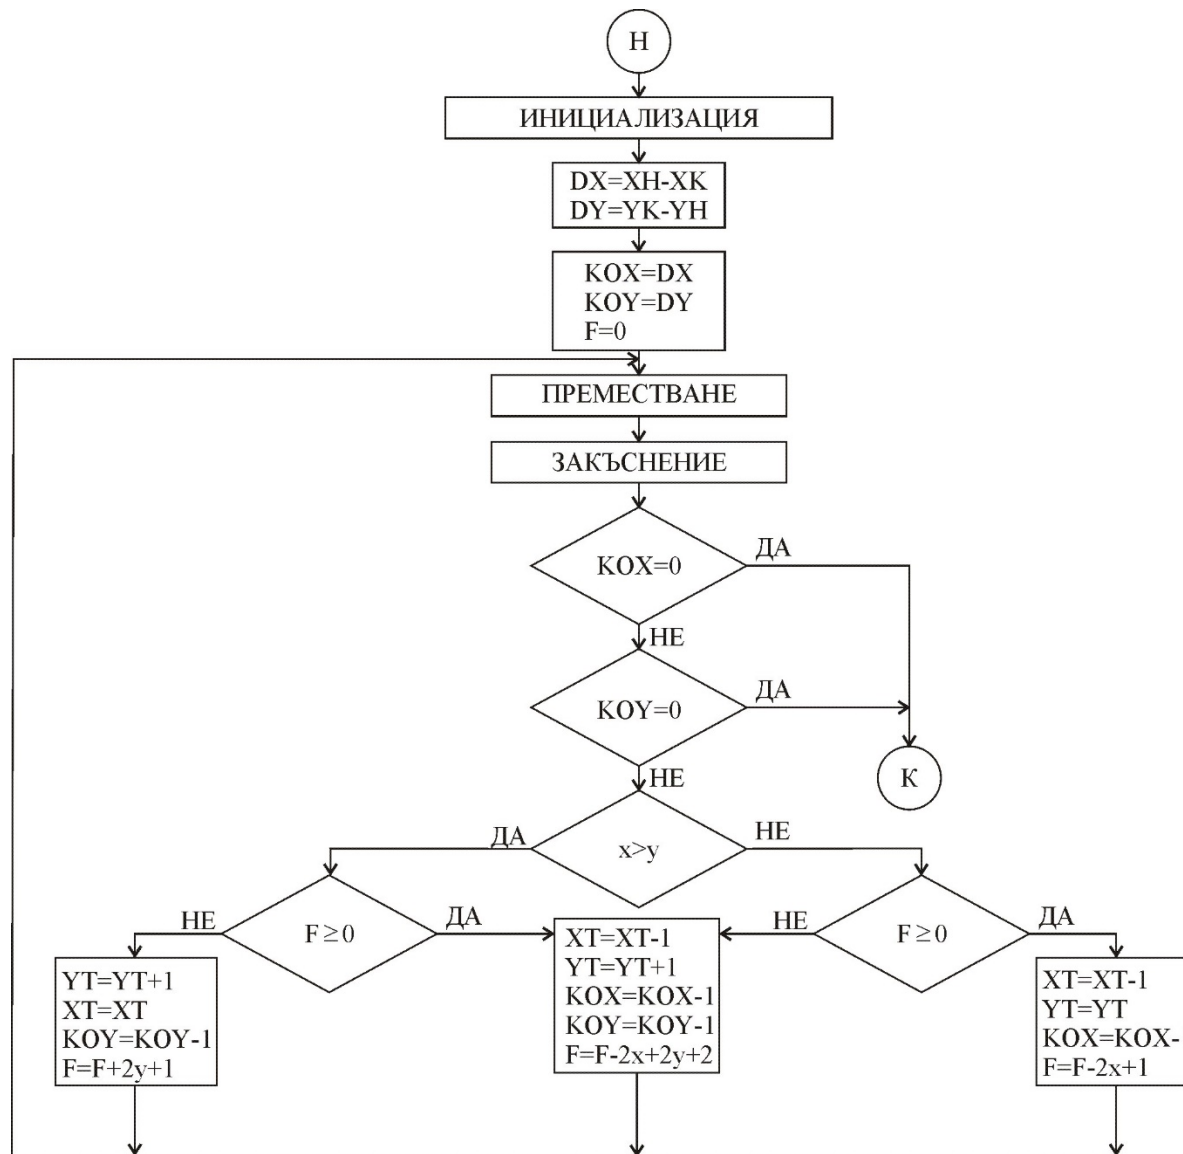 Н
ИНИЦИАЛИЗАЦИЯ
DX=XH-XK
DY=YK-YH
KOX=DX
KOY=DY
F=0
ПРЕМЕСТВАНЕ
ЗАКЪСНЕНИЕ
KOX=0
ДА
НЕ
KOY=0
ДА
НЕ
К
x>y
ДА
НЕ
F≥0
НЕ
ДА
F≥0
НЕ
ДА
YT=YT+1
XT=XT
KOY=KOY-1
F=F+2y+1
XT=XT-1
YT=YT+1
KOX=KOX-1
KOY=KOY-1
F=F-2x+2y+2
XT=XT-1
YT=YT
KOX=KOX-
F=F-2x+1